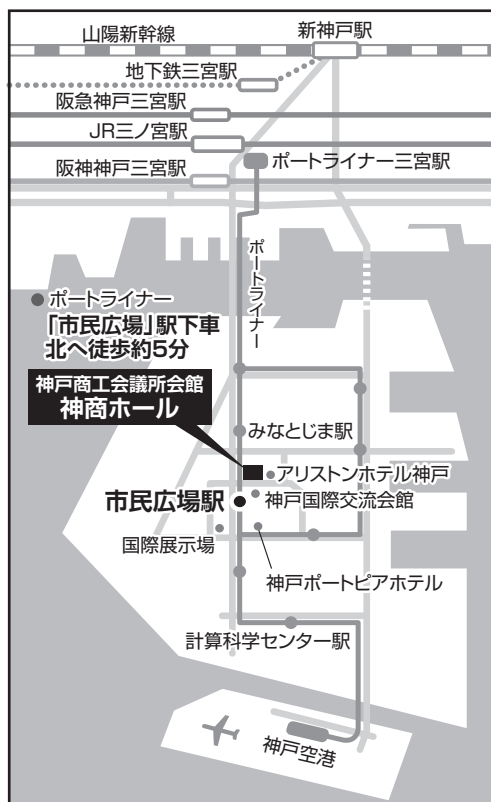 山陽新幹線
新神戸駅
地下鉄三宮駅
阪急神戸三宮駅
JR三ノ宮駅
阪神神戸三宮駅
ポートライナー三宮駅
ポートライナー
● ポートライナー
「市民広場」駅下車
北へ徒歩約5分
神戸商工会議所会館
神商ホール
みなとじま駅
アリストンホテル神戸
市民広場駅
神戸国際交流会館
国際展示場
神戸ポートピアホテル
計算科学センター駅
神戸空港